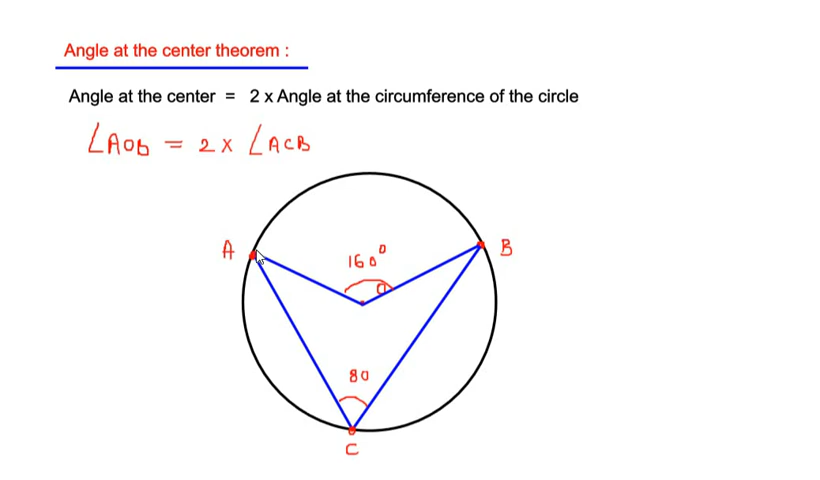 Angle at the center theorem :
Angle at the center = 2 x Angle at the circumference of the circle
∠AOb = 2 x ∠ACB
A
B
160°
O
80
C